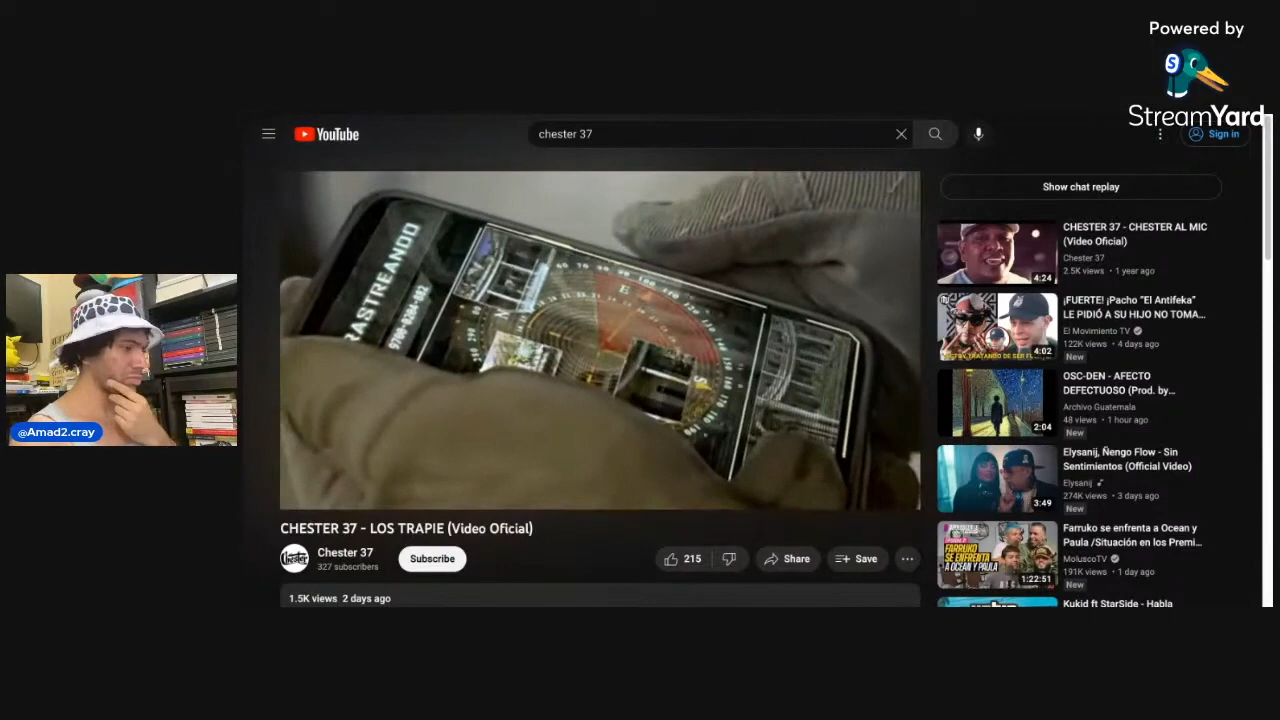 Powered by
StreamYard
YouTube
chester 37
Sign in
Show chat replay
RASTREANDO
CHESTER 37 - CHESTER AL MIC
(Video Oficial)
Chester 37
2.5K views • 1 year ago
4:24
¡FUERTE! ¡Pacho "El Antifeka"
LE PIDIÓ A SU HIJO NO TOMA...
El Movimiento TV
122K views • 4 days ago
New
4:02
OSC-DEN - AFECTO
DEFECTUOSO (Prod. by...
Archivo Guatemala
48 views • 1 hour ago
New
2:04
Elysanij, Ñengo Flow - Sin
Sentimientos (Official Video)
Elysanij
274K views • 3 days ago
New
3:49
Farruko se enfrenta a Ocean y
Paula /Situación en los Premi...
MoluscoTV
191K views • 1 day ago
New
FARRUKO
SE ENFRENTA
A OCEAN Y PAULA
1:22:51
Kukid ft StarSide - Habla
@Amad2.cray
CHESTER 37 - LOS TRAPIE (Video Oficial)
Chester
Chester 37
327 subscribers
Subscribe
215
Share
Save
1.5K views 2 days ago